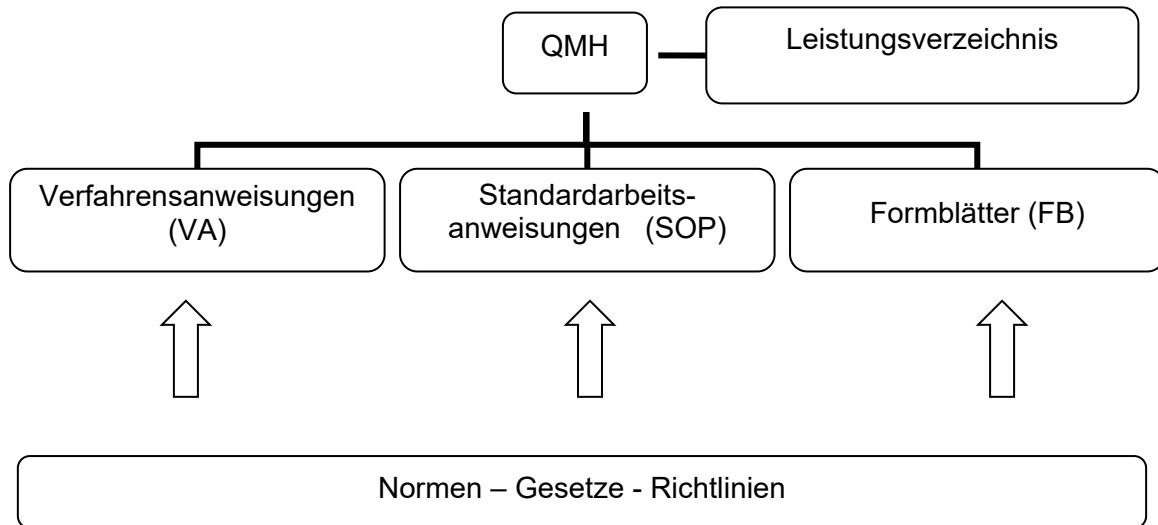 QMH
Leistungsverzeichnis
Verfahrensanweisungen
(VA)
Standardarbeits-
anweisungen (SOP)
Formblätter (FB)
Normen – Gesetze - Richtlinien